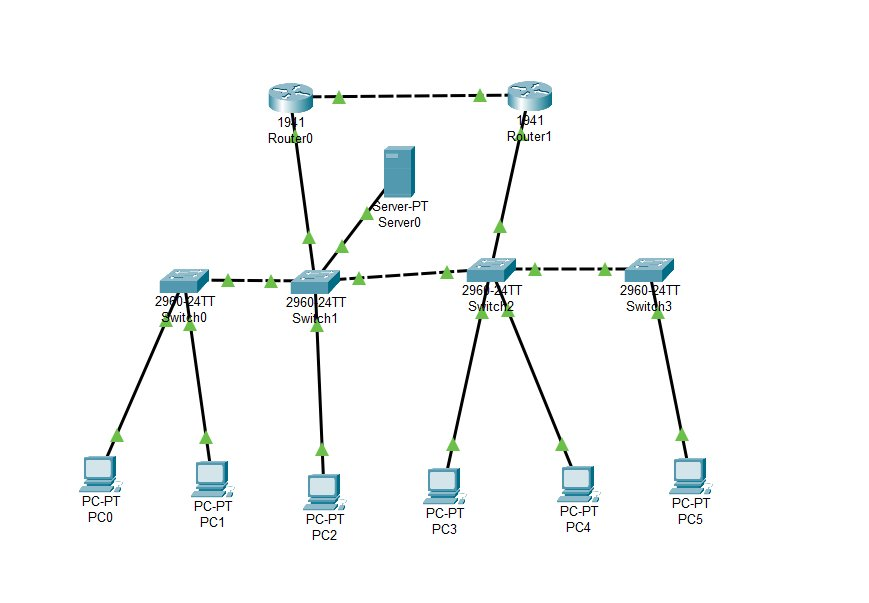 1941
Router0
1941
Router1
Server-PT
Server0
2960-24TT
Switch0
2960-24TT
Switch1
2960-24TT
Switch2
2960-24TT
Switch3
PC-PT
PC0
PC-PT
PC1
PC-PT
PC2
PC-PT
PC3
PC-PT
PC4
PC-PT
PC5